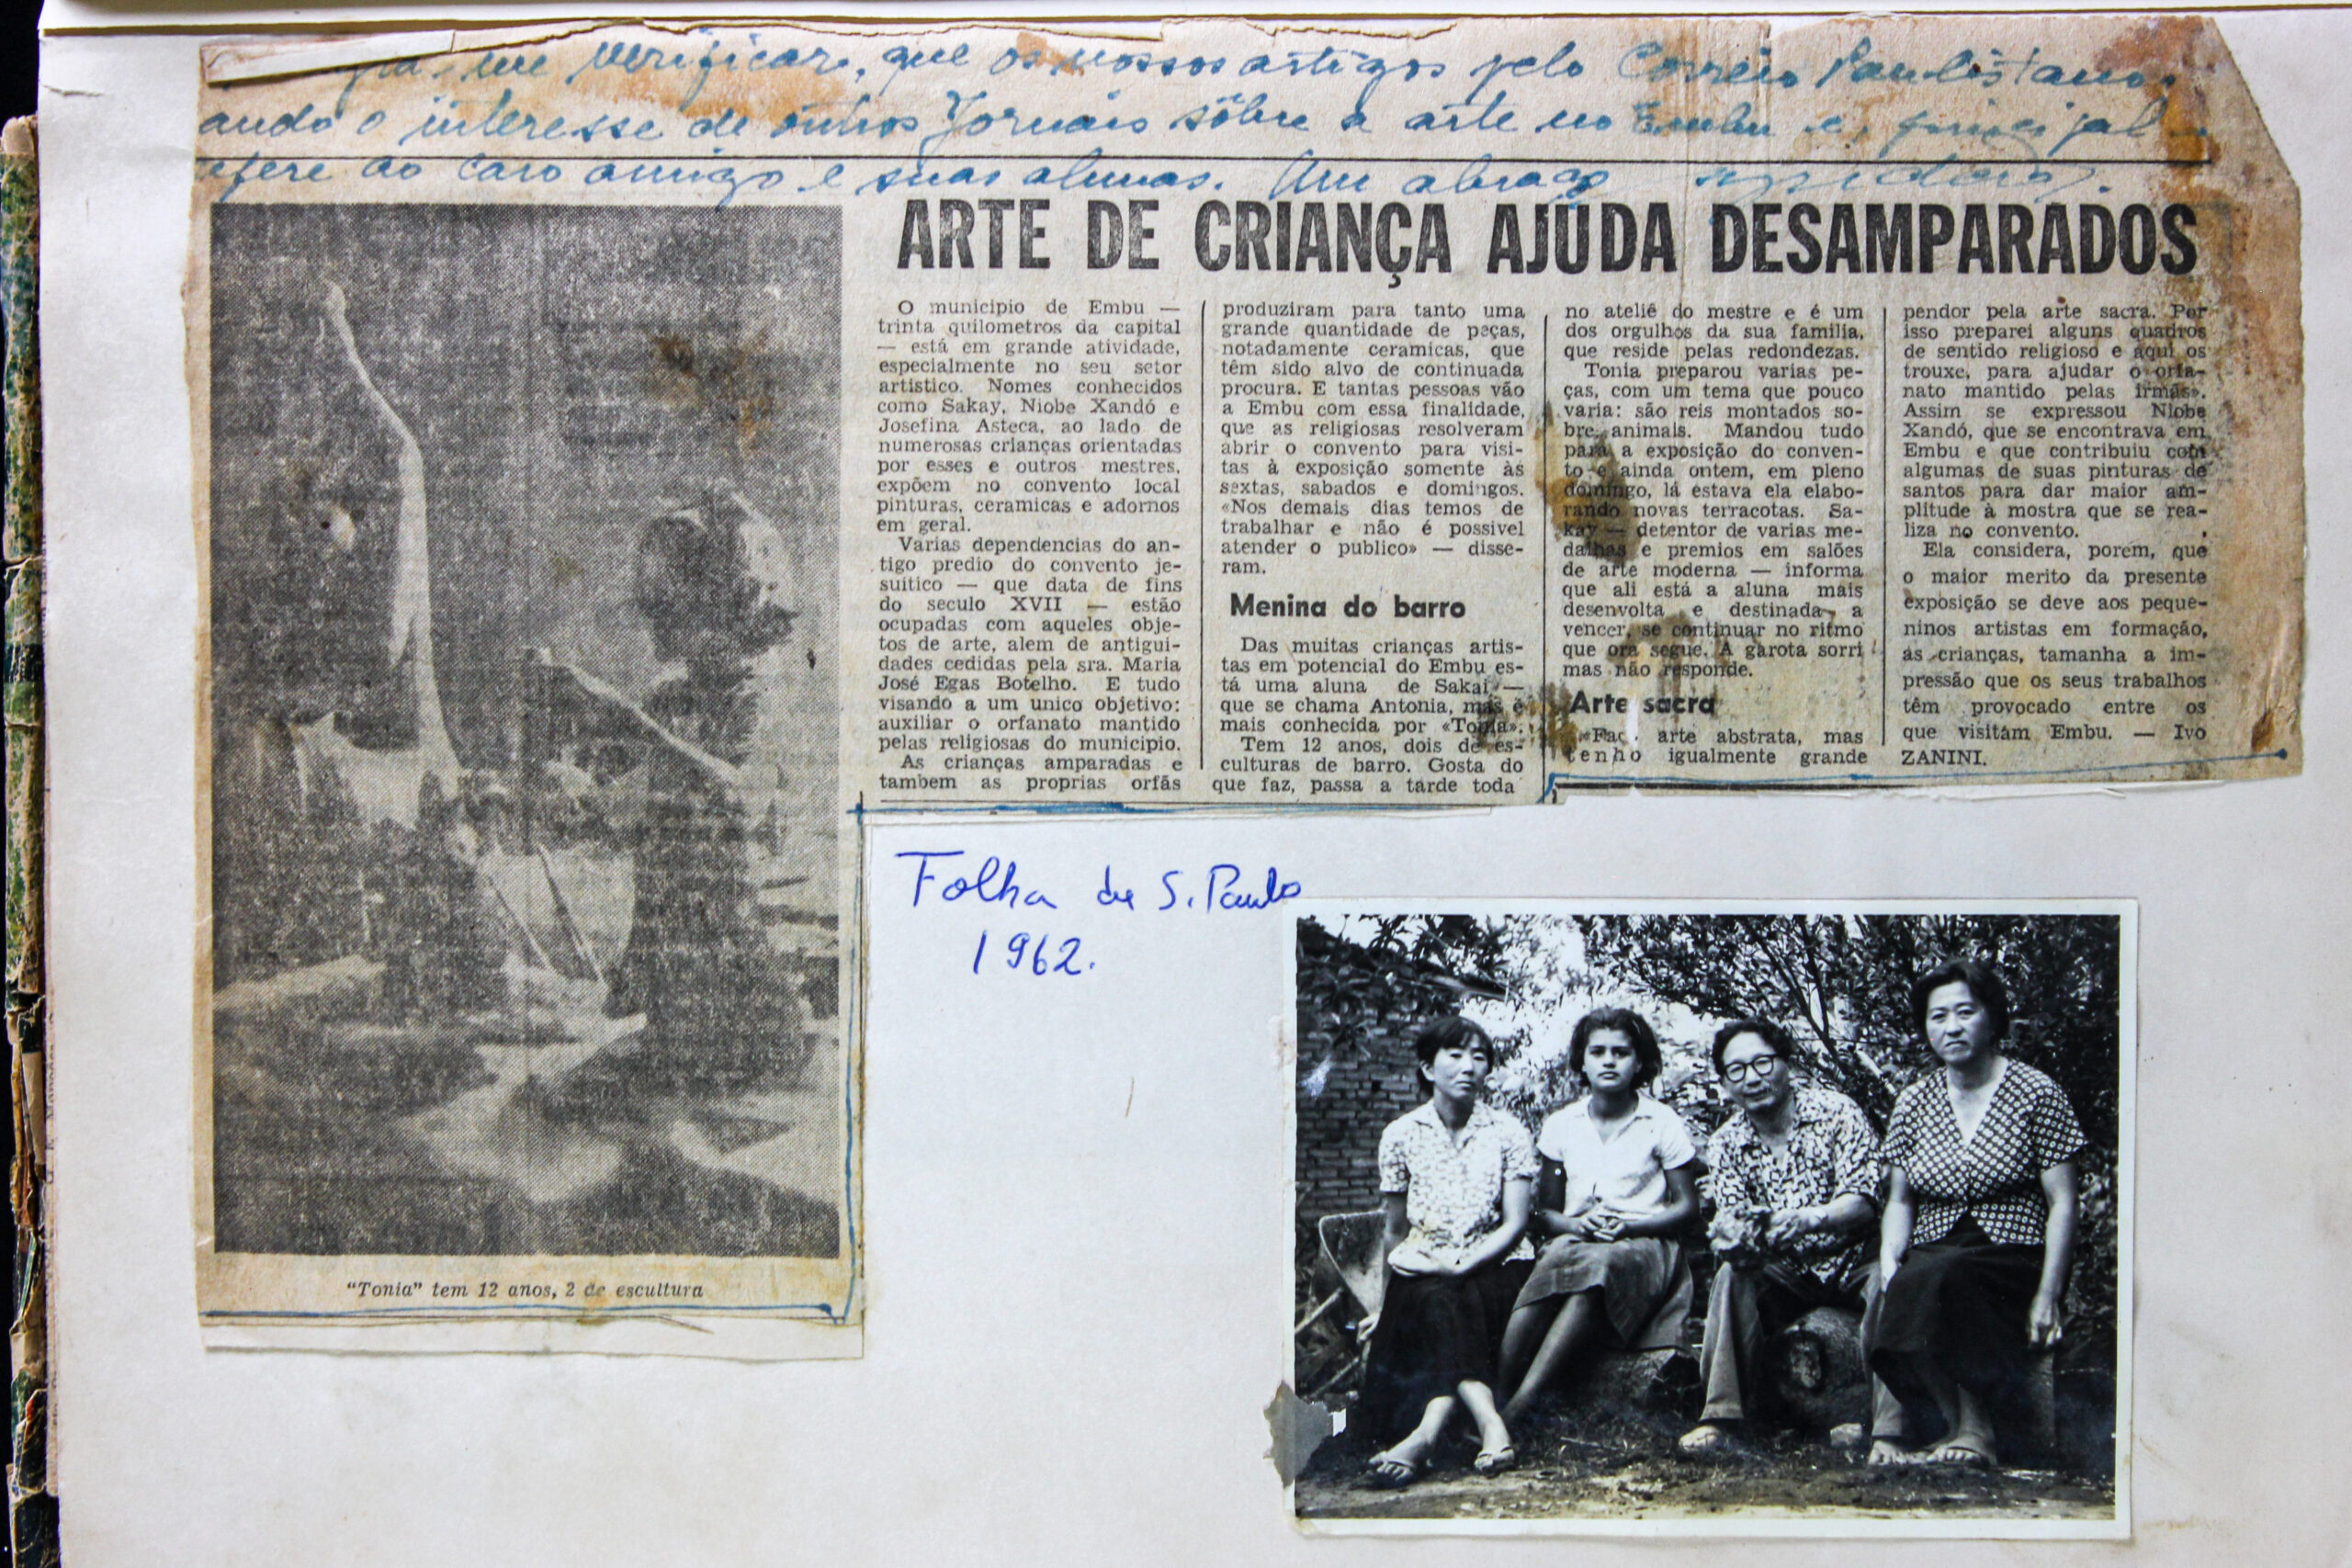 me verificar, que os nossos artigos pelo Correio Paulistano
ando o interesse de outros Jornais sôbre a arte no Embu e, principal
efere ao caro amigo e suas alunas. Um abraço
ARTE DE CRIANÇA AJUDA DESAMPARADOS
O municipio de Embu —
trinta quilometros da capital
— está em grande atividade,
especialmente no seu setor
artistico. Nomes conhecidos
como Sakay, Niobe Xandó e
Josefina Asteca, ao lado de
numerosas crianças orientadas
por esses e outros mestres,
expõem no convento local
pinturas, ceramicas e adornos
em geral.
Varias dependencias do an-
tigo predio do convento je-
suitico — que data de fins
do seculo XVII — estão
ocupadas com aqueles obje-
tos de arte, alem de antigui-
dades cedidas pela sra. Maria
José Egas Botelho. E tudo
visando a um unico objetivo:
auxiliar o orfanato mantido
pelas religiosas do municipio.
As crianças amparadas e
tambem as proprias orfãs
produziram para tanto uma
grande quantidade de peças,
notadamente ceramicas, que
têm sido alvo de continuada
procura. E tantas pessoas vão
a Embu com essa finalidade,
que as religiosas resolveram
abrir o convento para visi-
tas à exposição somente às
sextas, sabados e domingos.
«Nos demais dias temos de
trabalhar e não é possivel
atender o publico» — disse-
ram.
Menina do barro
Das muitas crianças artis-
tas em potencial do Embu es-
tá uma aluna de Sakai —
que se chama Antonia, mas é
mais conhecida por «Tonia».
Tem 12 anos, dois de es-
culturas de barro. Gosta do
que faz, passa a tarde toda
no ateliê do mestre e é um
dos orgulhos da sua familia,
que reside pelas redondezas.
Tonia preparou varias pe-
ças, com um tema que pouco
varia: são reis montados so-
bre animais. Mandou tudo
para a exposição do conven-
to e ainda ontem, em pleno
domingo, lá estava ela elabo-
rando novas terracotas. Sa-
kay — detentor de varias me-
dalhas e premios em salões
de arte moderna — informa
que ali está a aluna mais
desenvolta e destinada a
vencer, se continuar no ritmo
que ora segue. A garota sorri
mas não responde.
Arte sacra
arte abstrata, mas
tenho igualmente grande
pendor pela arte sacra. Por
isso preparei alguns quadros
de sentido religioso e aqui os
trouxe, para ajudar o orfa-
nato mantido pelas irmãs».
Assim se expressou Niobe
Xandó, que se encontrava em
Embu e que contribuiu com
algumas de suas pinturas de
santos para dar maior am-
plitude à mostra que se rea-
liza no convento.
Ela considera, porem, que
o maior merito da presente
exposição se deve aos peque-
ninos artistas em formação,
as crianças, tamanha a im-
pressão que os seus trabalhos
têm provocado entre os
que visitam Embu. — Ivo
ZANINI.
"Tonia" tem 12 anos, 2 de escultura
Folha de S. Paulo
1962.